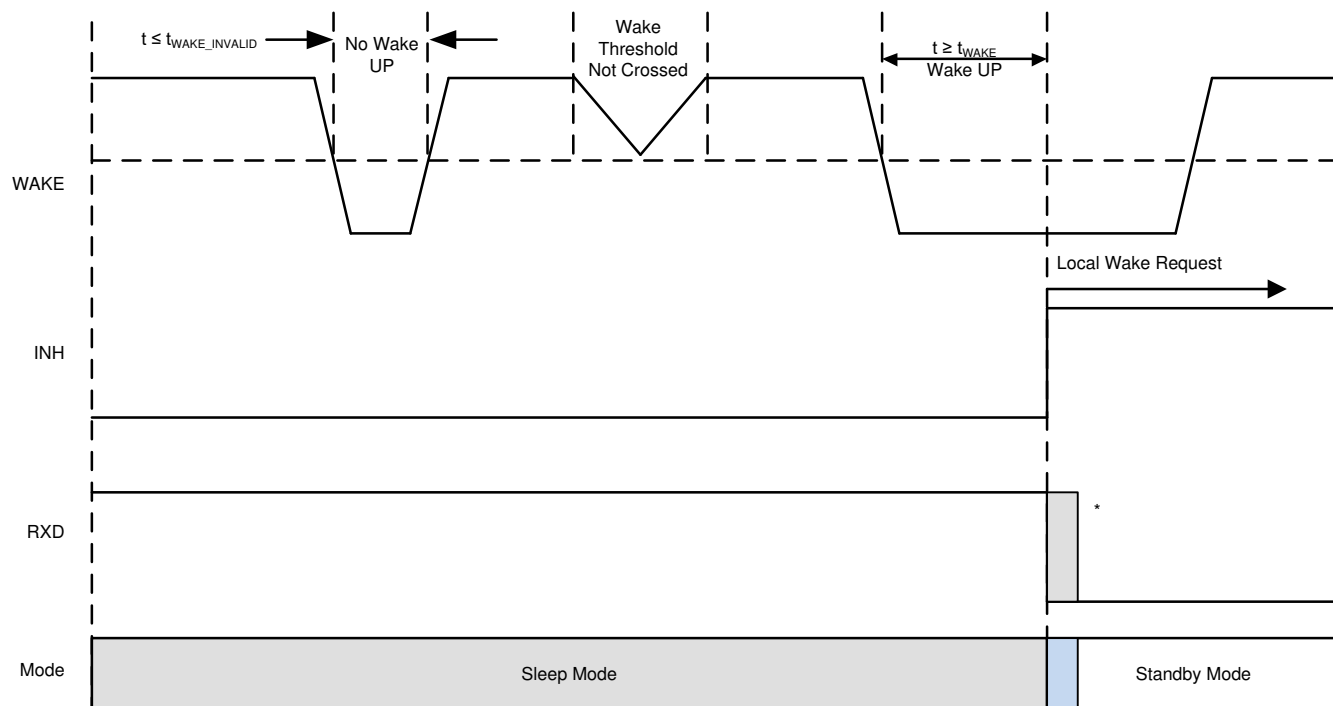 t ≤ tWAKE_INVALID
No Wake
UP
Wake
Threshold
Not Crossed
t ≥ tWAKE
Wake UP
WAKE
Local Wake Request
INH
RXD
*
Mode
Sleep Mode
Standby Mode